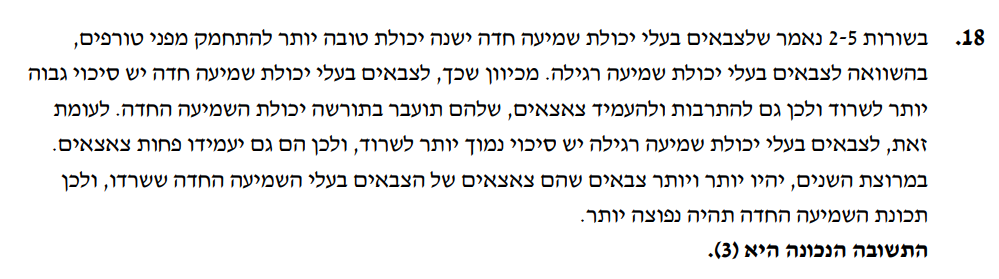 18. בשורות 2-5 נאמר שלצבאים בעלי יכולת שמיעה חדה ישנה יכולת טובה יותר להתחמק מפני טורפים,
בהשוואה לצבאים בעלי יכולת שמיעה רגילה. מכיוון שכך, לצבאים בעלי יכולת שמיעה חדה יש סיכוי גבוה
יותר לשרוד ולכן גם להתרבות ולהעמיד צאצאים, שלהם תועבר בתורשה יכולת השמיעה החדה. לעומת
זאת, לצבאים בעלי יכולת שמיעה רגילה יש סיכוי נמוך יותר לשרוד, ולכן הם גם יעמידו פחות צאצאים.
במרוצת השנים, יהיו יותר ויותר צבאים שהם צאצאים של הצבאים בעלי השמיעה החדה ששרדו, ולכן
תכונת השמיעה החדה תהיה נפוצה יותר.
התשובה הנכונה היא (3).